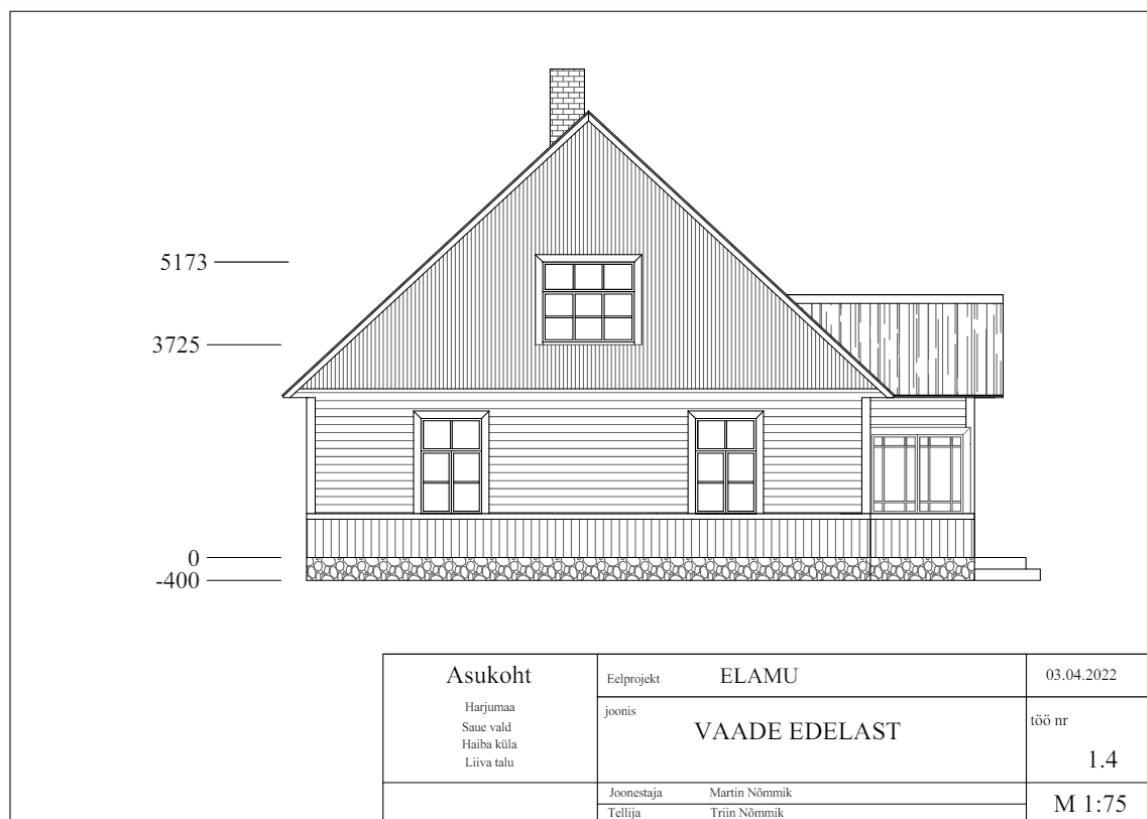 5173
3725
0
-400
Asukoht
Harjumaa
Saue vald
Haiba küla
Liiva talu
Eelprojekt ELAMU
03.04.2022
joonis
VAADE EDELAST
töö nr
1.4
Joonestaja Martin Nõmmik
Tellija Triin Nõmmik
M 1:75